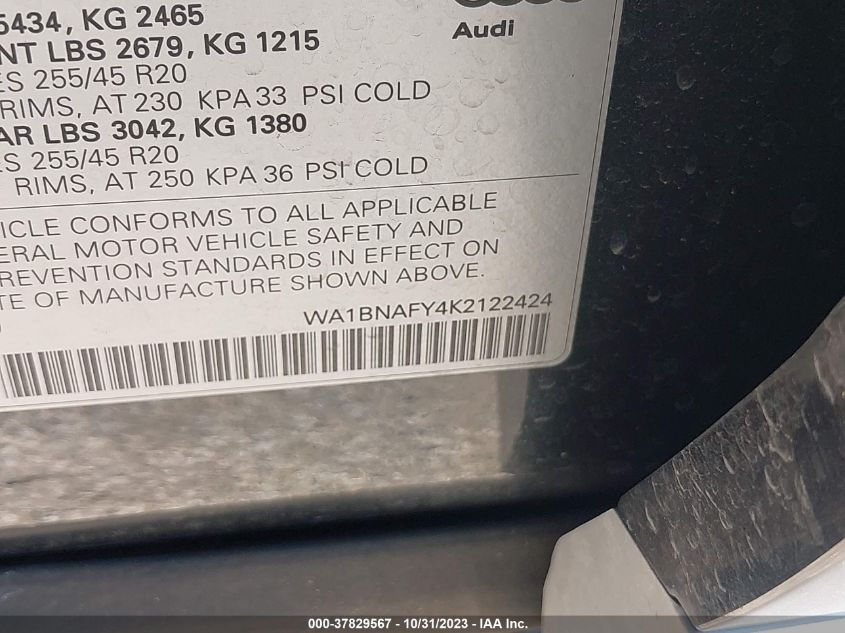 5434, KG 2465
NT LBS 2679, KG 1215
ES 255/45 R20
RIMS, AT 230 KPA 33 PSI COLD
AR LBS 3042, KG 1380
ES 255/45 R20
RIMS, AT 250 KPA 36 PSI COLD
Audi
ICLE CONFORMS TO ALL APPLICABLE
ERAL MOTOR VEHICLE SAFETY AND
REVENTION STANDARDS IN EFFECT ON
TE OF MANUFACTURE SHOWN ABOVE.
WA1BNAFY4K2122424
000-37829567 - 10/31/2023 - IAA Inc.